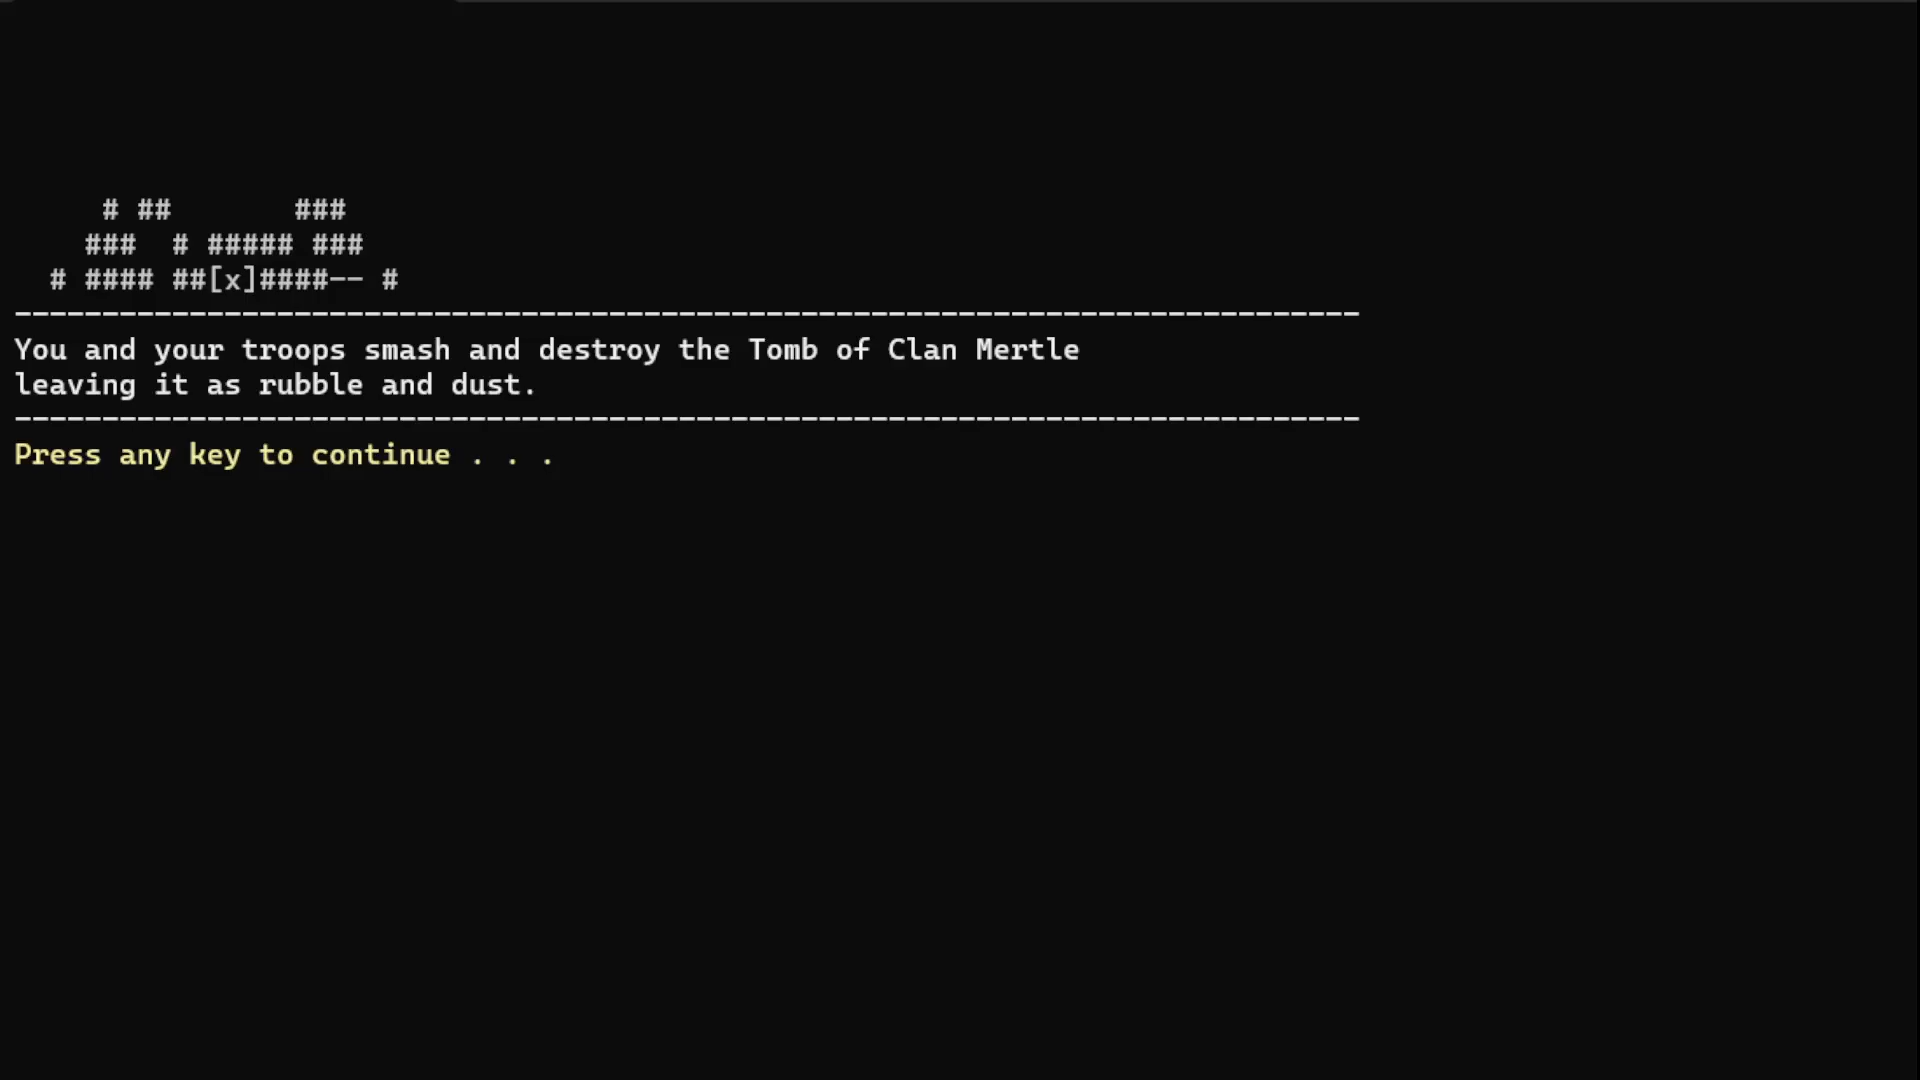 # ##       ###
    ###  # ##### ###
  # #### ##[x]####-- #
-----------------------------------------------------------------------------
You and your troops smash and destroy the Tomb of Clan Mertle
leaving it as rubble and dust.
-----------------------------------------------------------------------------
Press any key to continue . . .